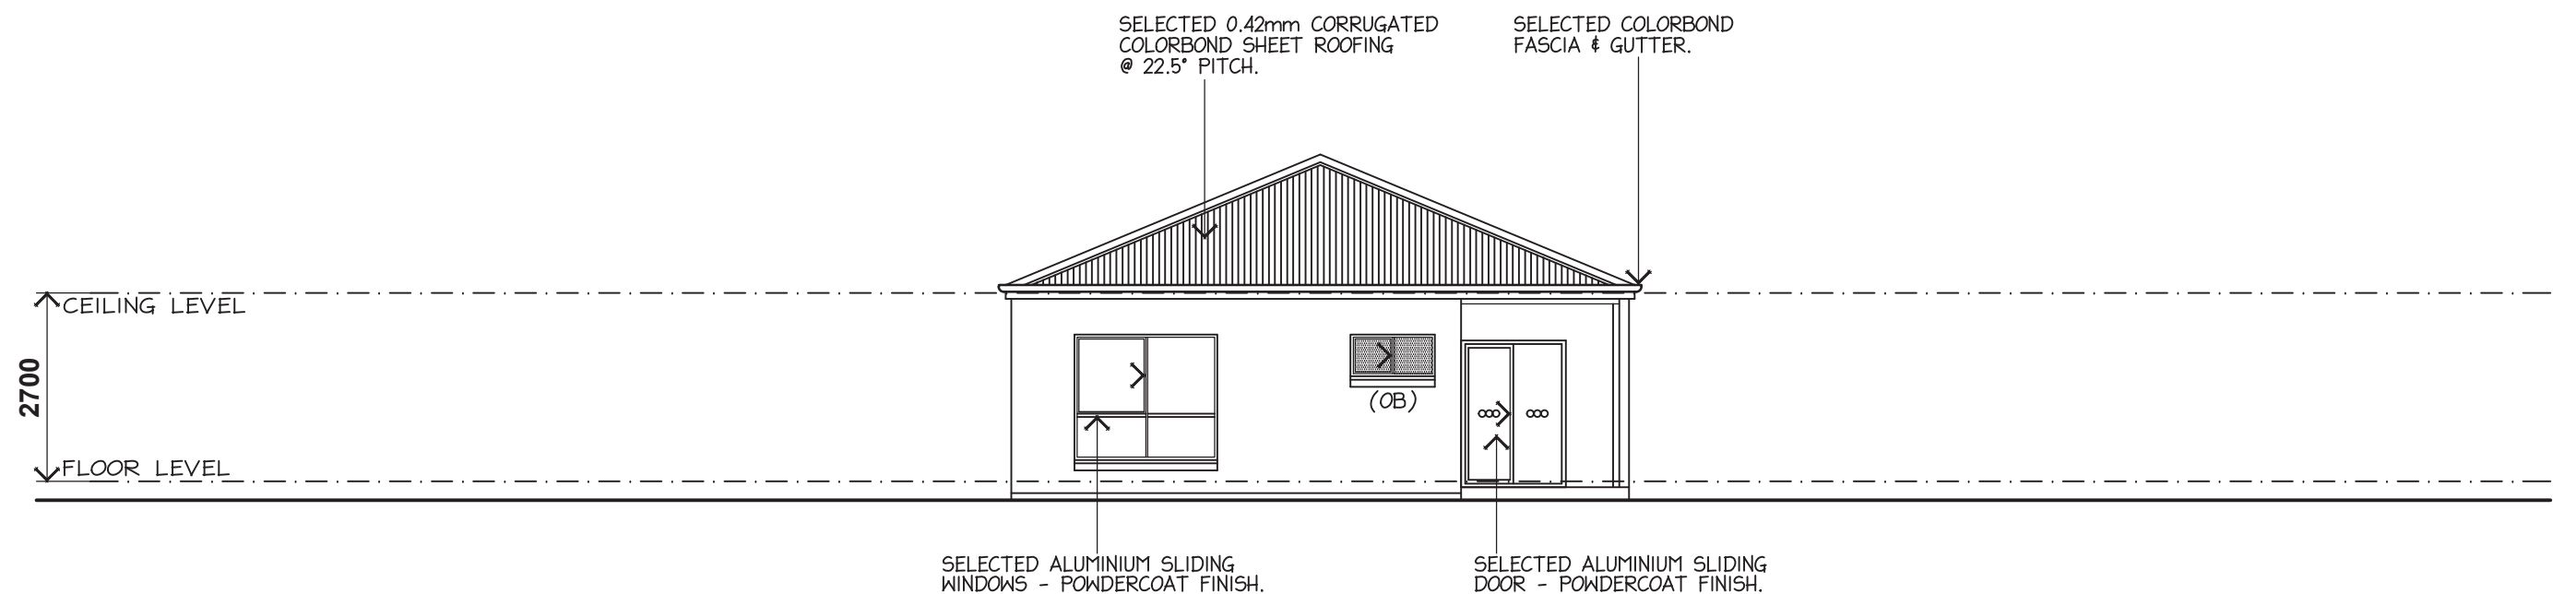 SELECTED 0.42mm CORRUGATED
COLORBOND SHEET ROOFING
@ 22.5° PITCH.
SELECTED COLORBOND
FASCIA & GUTTER.
CEILING LEVEL
2700
FLOOR LEVEL
(OB)
SELECTED ALUMINIUM SLIDING
WINDOWS - POWDERCOAT FINISH.
SELECTED ALUMINIUM SLIDING
DOOR - POWDERCOAT FINISH.